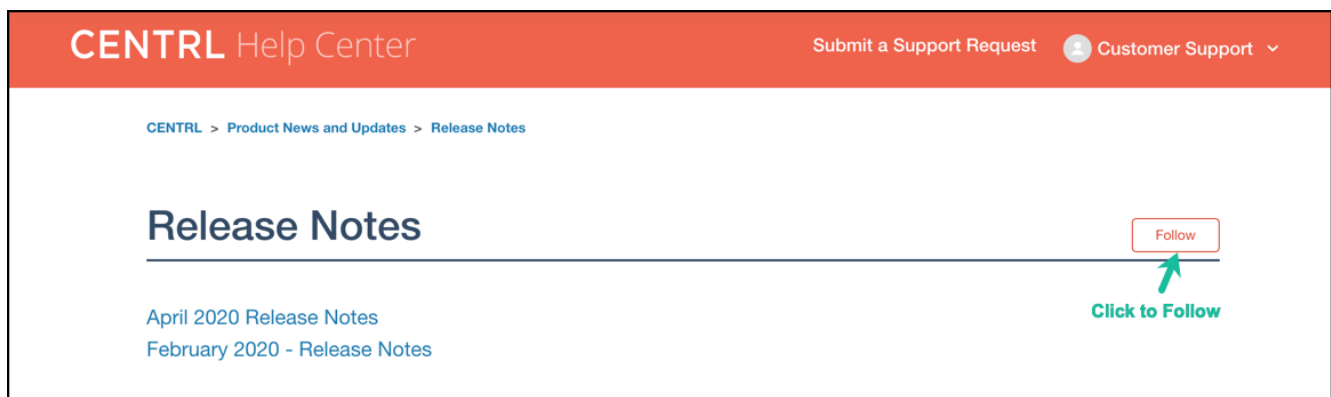 CENTRL Help Center
Submit a Support Request
Customer Support
CENTRL > Product News and Updates > Release Notes
Release Notes
Follow
Click to Follow
April 2020 Release Notes
February 2020 - Release Notes